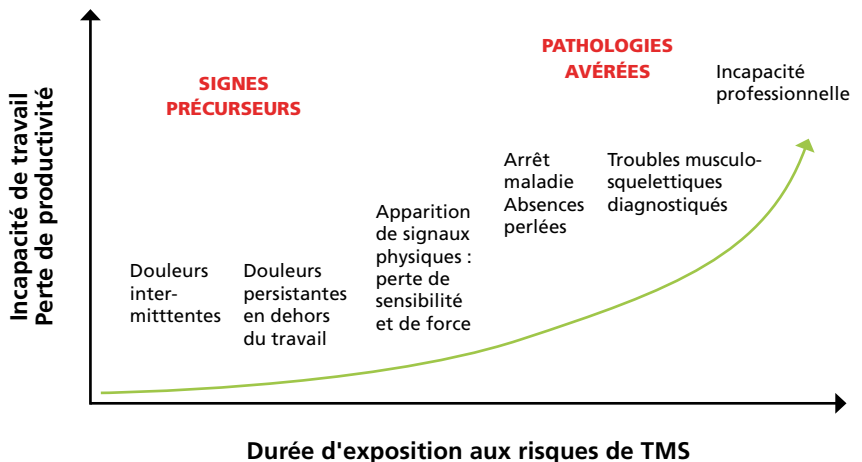 Incapacité de travail
Perte de productivité
SIGNES
PRÉCURSEURS
PATHOLOGIES
AVÉRÉES
Douleurs
inter-
mitttentes
Douleurs
persistantes
en dehors
du travail
Apparition
de signaux
physiques :
perte de
sensibilité
et de force
Arrêt
maladie
Absences
perlées
Troubles musculo-
squelettiques
diagnostiqués
Incapacité
professionnelle
Durée d'exposition aux risques de TMS